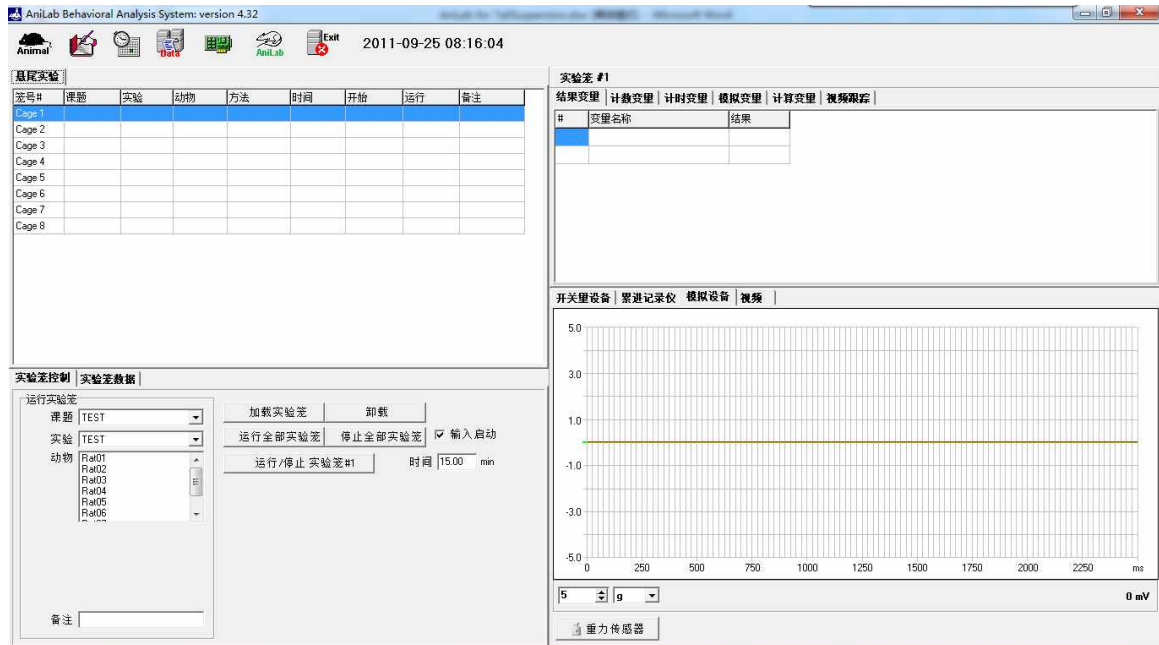 AniLab Behavioral Analysis System: version 4.32
Animal
Data
AniLab
Exit
2011-09-25 08:16:04
悬尾实验
笼号# 课题 实验 动物 方法 时间 开始 运行 备注
Cage 1
Cage 2
Cage 3
Cage 4
Cage 5
Cage 6
Cage 7
Cage 8
实验笼控制 实验笼数据
运行实验笼
课题 TEST
实验 TEST
动物 Rat01
Rat02
Rat03
Rat04
Rat05
Rat06
备注
加载实验笼 卸载
运行全部实验笼 停止全部实验笼 输入启动
运行/停止 实验笼#1 时间 15.00 min
实验笼 #1
结果变量 计数变量 计时变量 模拟变量 计算变量 视频跟踪
# 变量名称 结果
开关量设备 累进记录仪 模拟设备 视频
5.0
3.0
1.0
-1.0
-3.0
-5.0
0 250 500 750 1000 1250 1500 1750 2000 2250 ms
5 g 0 mV
重力传感器